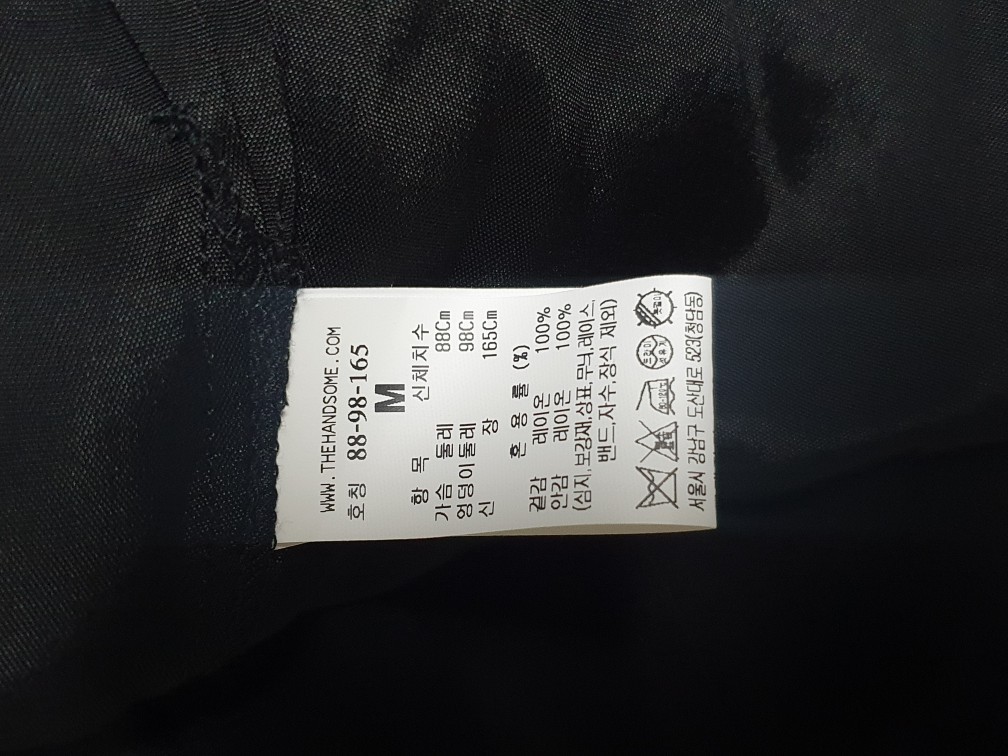 WWW.THEHANDSOME.COM
호칭 88-98-165
M
항 목 신체치수
가슴 둘레 88Cm
엉덩이둘레 98Cm
신 장 165Cm
혼 용 률 (%)
겉감 레이온 100%
안감 레이온 100%
(심지,보강재,상표,무늬,레이스,
밴드,자수,장식 제외)
드라이
서울시 강남구 도산대로 523(청담동)